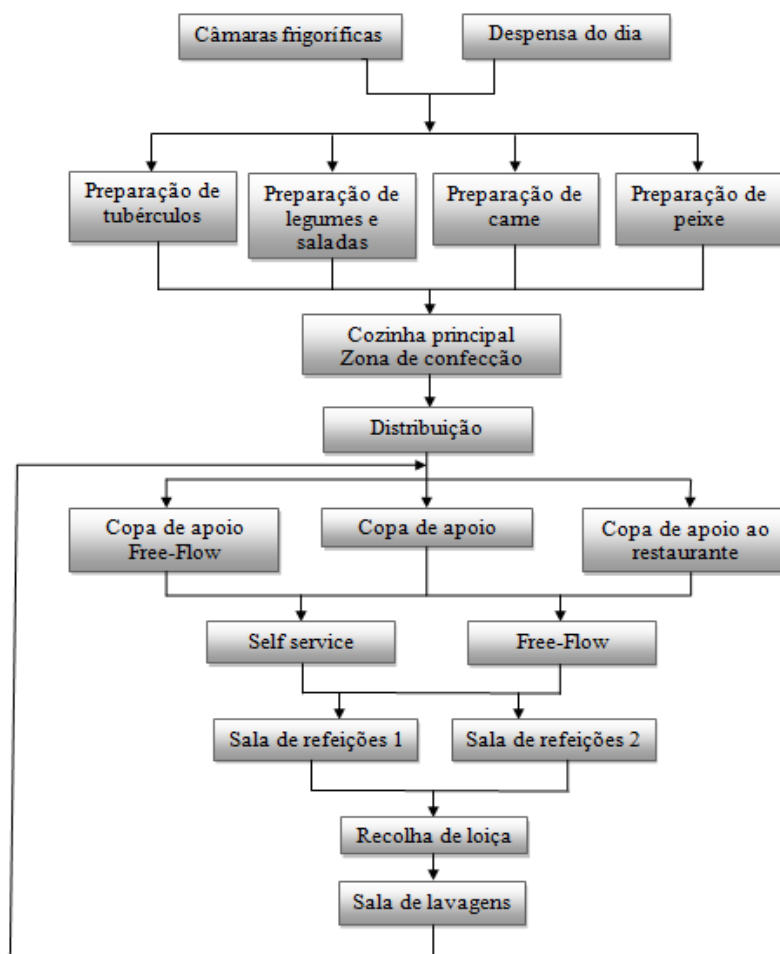 Câmaras frigoríficas
Despensa do dia
Preparação de
tubérculos
Preparação de
legumes e
saladas
Preparação de
carne
Preparação de
peixe
Cozinha principal
Zona de confecção
Distribuição
Copa de apoio
Free-Flow
Copa de apoio
Copa de apoio ao
restaurante
Self service
Free-Flow
Sala de refeições 1
Sala de refeições 2
Recolha de loiça
Sala de lavagens